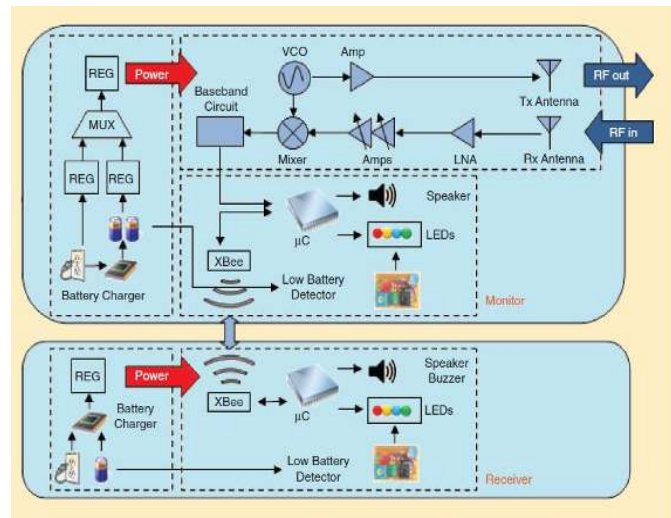 VCO
Amp
REG
Power
Baseband
Circuit
RF out
Tx Antenna
MUX
RF in
Mixer
Amps
LNA
Rx Antenna
REG
REG
Speaker
μC
LEDs
XBee
Low Battery
Detector
Battery Charger
Monitor
REG
Power
Speaker
Buzzer
Battery
Charger
XBee
μC
LEDs
Low Battery
Detector
Receiver